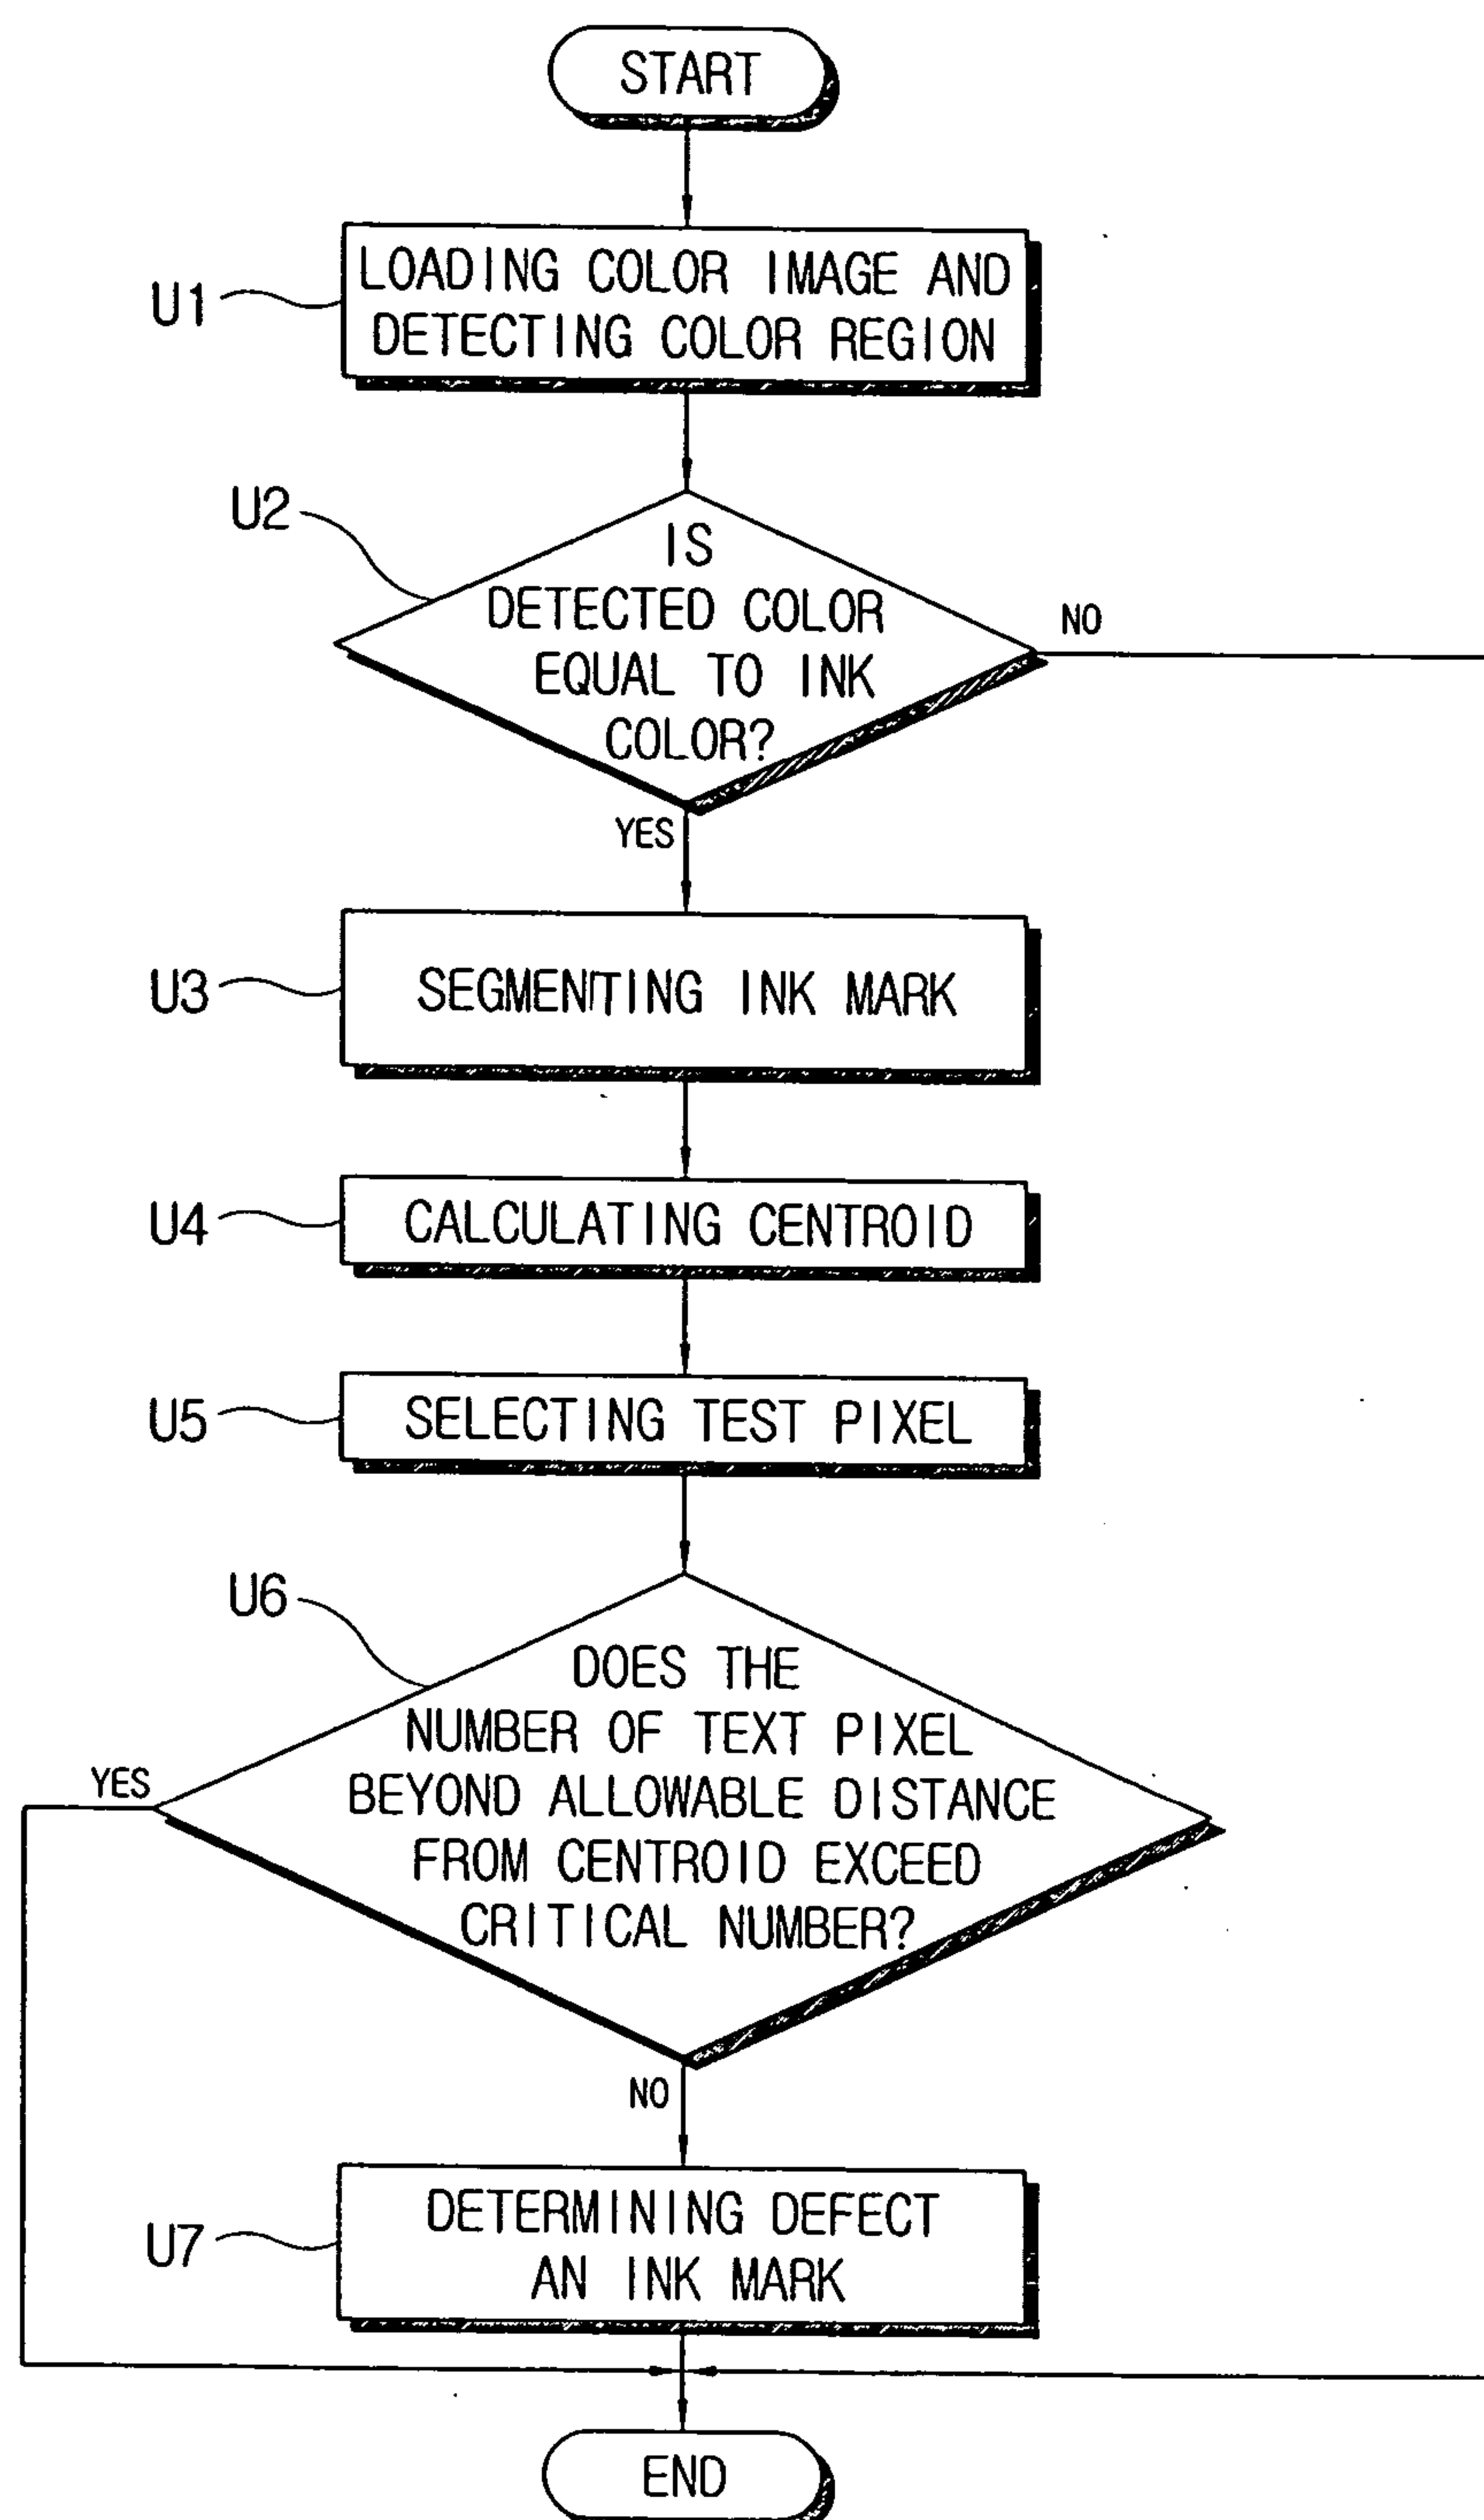 START
U1
LOADING COLOR IMAGE AND
DETECTING COLOR REGION
U2
IS
DETECTED COLOR
EQUAL TO INK
COLOR?
NO
YES
U3
SEGMENTING INK MARK
U4
CALCULATING CENTROID
U5
SELECTING TEST PIXEL
U6
DOES THE
NUMBER OF TEXT PIXEL
BEYOND ALLOWABLE DISTANCE
FROM CENTROID EXCEED
CRITICAL NUMBER?
YES
NO
U7
DETERMINING DEFECT
AN INK MARK
END